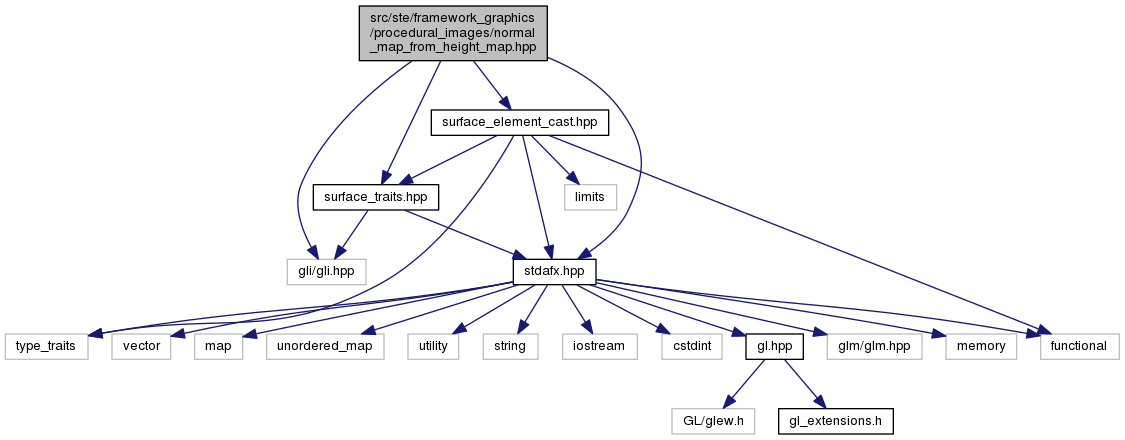 src/ste/framework_graphics
/procedural_images/normal
_map_from_height_map.hpp
surface_element_cast.hpp
surface_traits.hpp
limits
gli/gli.hpp
stdafx.hpp
type_traits
vector
map
unordered_map
utility
string
iostream
cstdint
gl.hpp
glm/glm.hpp
memory
functional
GL/glew.h
gl_extensions.h